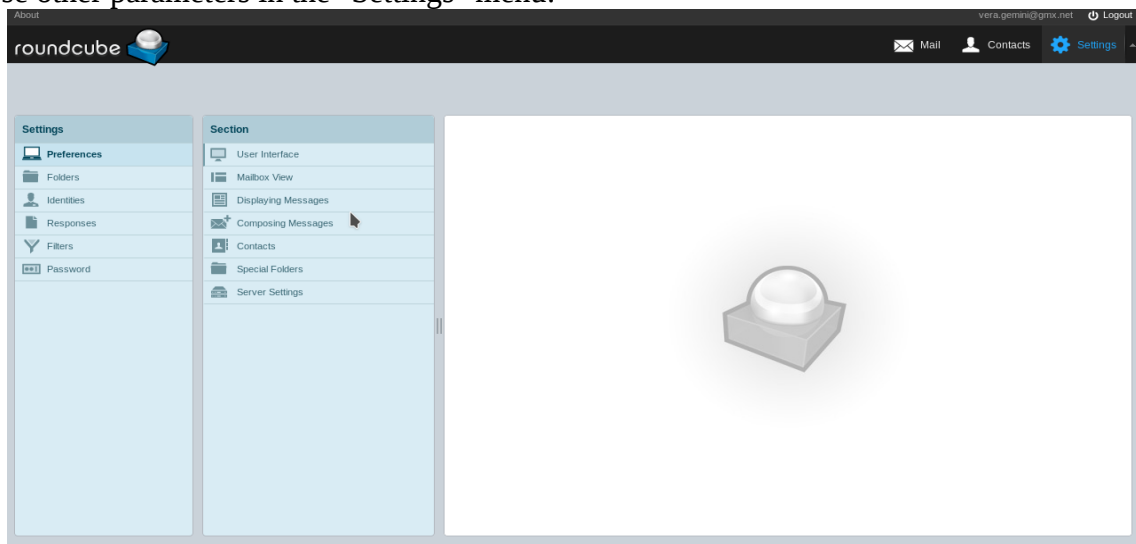 se other parameters in the "Settings" menu.
About vera.gemini@gmx.net Logout
roundcube Mail Contacts Settings
Settings
Preferences
Folders
Identities
Responses
Filters
Password
Section
User Interface
Mailbox View
Displaying Messages
Composing Messages
Contacts
Special Folders
Server Settings